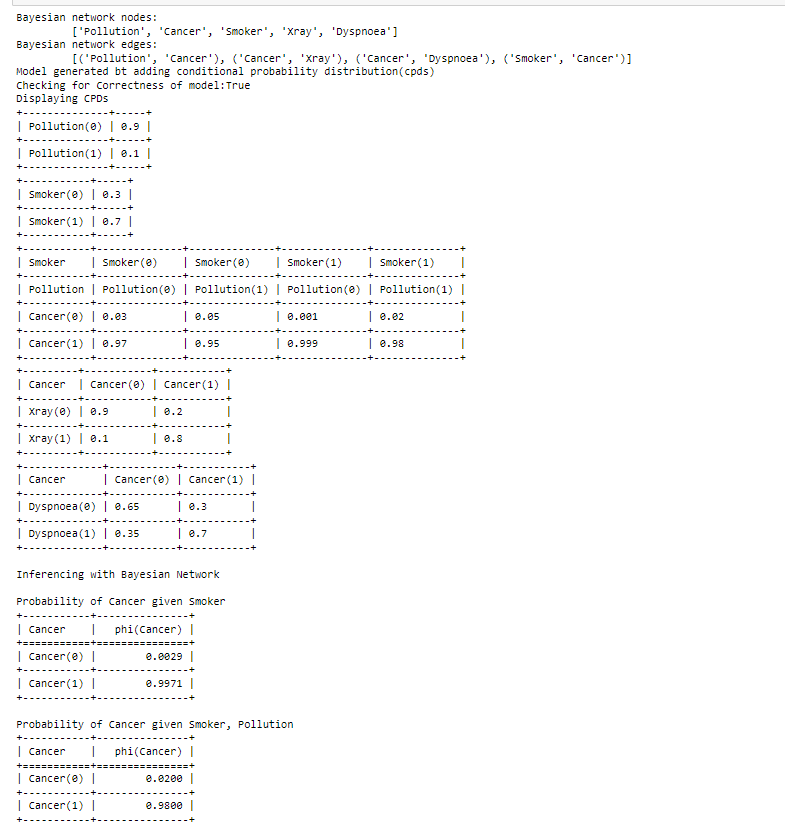 Bayesian network nodes:
        ['Pollution', 'Cancer', 'Smoker', 'Xray', 'Dyspnoea']
Bayesian network edges:
        [('Pollution', 'Cancer'), ('Cancer', 'Xray'), ('Cancer', 'Dyspnoea'), ('Smoker', 'Cancer')]
Model generated bt adding conditional probability distribution(cpds)
Checking for Correctness of model:True
Displaying CPDs
+--------------+-----+
| Pollution(0) | 0.9 |
+--------------+-----+
| Pollution(1) | 0.1 |
+--------------+-----+
+-----------+-----+
| Smoker(0) | 0.3 |
+-----------+-----+
| Smoker(1) | 0.7 |
+-----------+-----+
+-----------+--------------+--------------+--------------+--------------+
| Smoker    | Smoker(0)    | Smoker(0)    | Smoker(1)    | Smoker(1)    |
+-----------+--------------+--------------+--------------+--------------+
| Pollution | Pollution(0) | Pollution(1) | Pollution(0) | Pollution(1) |
+-----------+--------------+--------------+--------------+--------------+
| Cancer(0) | 0.03         | 0.05         | 0.001        | 0.02         |
+-----------+--------------+--------------+--------------+--------------+
| Cancer(1) | 0.97         | 0.95         | 0.999        | 0.98         |
+-----------+--------------+--------------+--------------+--------------+
+---------+-----------+-----------+
| Cancer  | Cancer(0) | Cancer(1) |
+---------+-----------+-----------+
| Xray(0) | 0.9       | 0.2       |
+---------+-----------+-----------+
| Xray(1) | 0.1       | 0.8       |
+---------+-----------+-----------+
+-------------+-----------+-----------+
| Cancer      | Cancer(0) | Cancer(1) |
+-------------+-----------+-----------+
| Dyspnoea(0) | 0.65      | 0.3       |
+-------------+-----------+-----------+
| Dyspnoea(1) | 0.35      | 0.7       |
+-------------+-----------+-----------+

Inferencing with Bayesian Network

Probability of Cancer given Smoker
+-----------+---------------+
| Cancer    |   phi(Cancer) |
+===========+===============+
| Cancer(0) |        0.0029 |
+-----------+---------------+
| Cancer(1) |        0.9971 |
+-----------+---------------+

Probability of Cancer given Smoker, Pollution
+-----------+---------------+
| Cancer    |   phi(Cancer) |
+===========+===============+
| Cancer(0) |        0.0200 |
+-----------+---------------+
| Cancer(1) |        0.9800 |
+-----------+---------------+